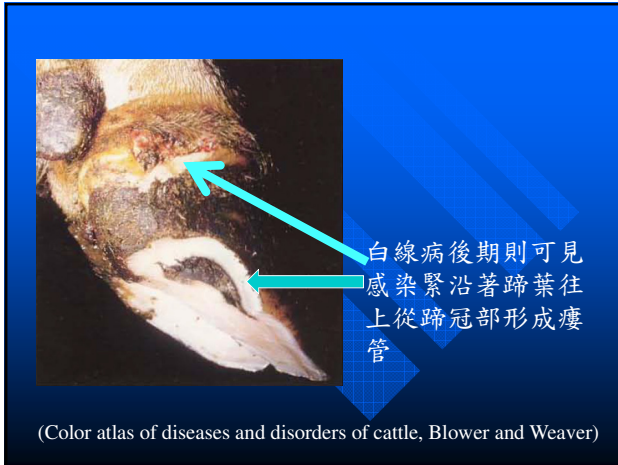 白線病後期則可見
感染緊沿著蹄葉往
上從蹄冠部形成瘻
管
(Color atlas of diseases and disorders of cattle, Blower and Weaver)